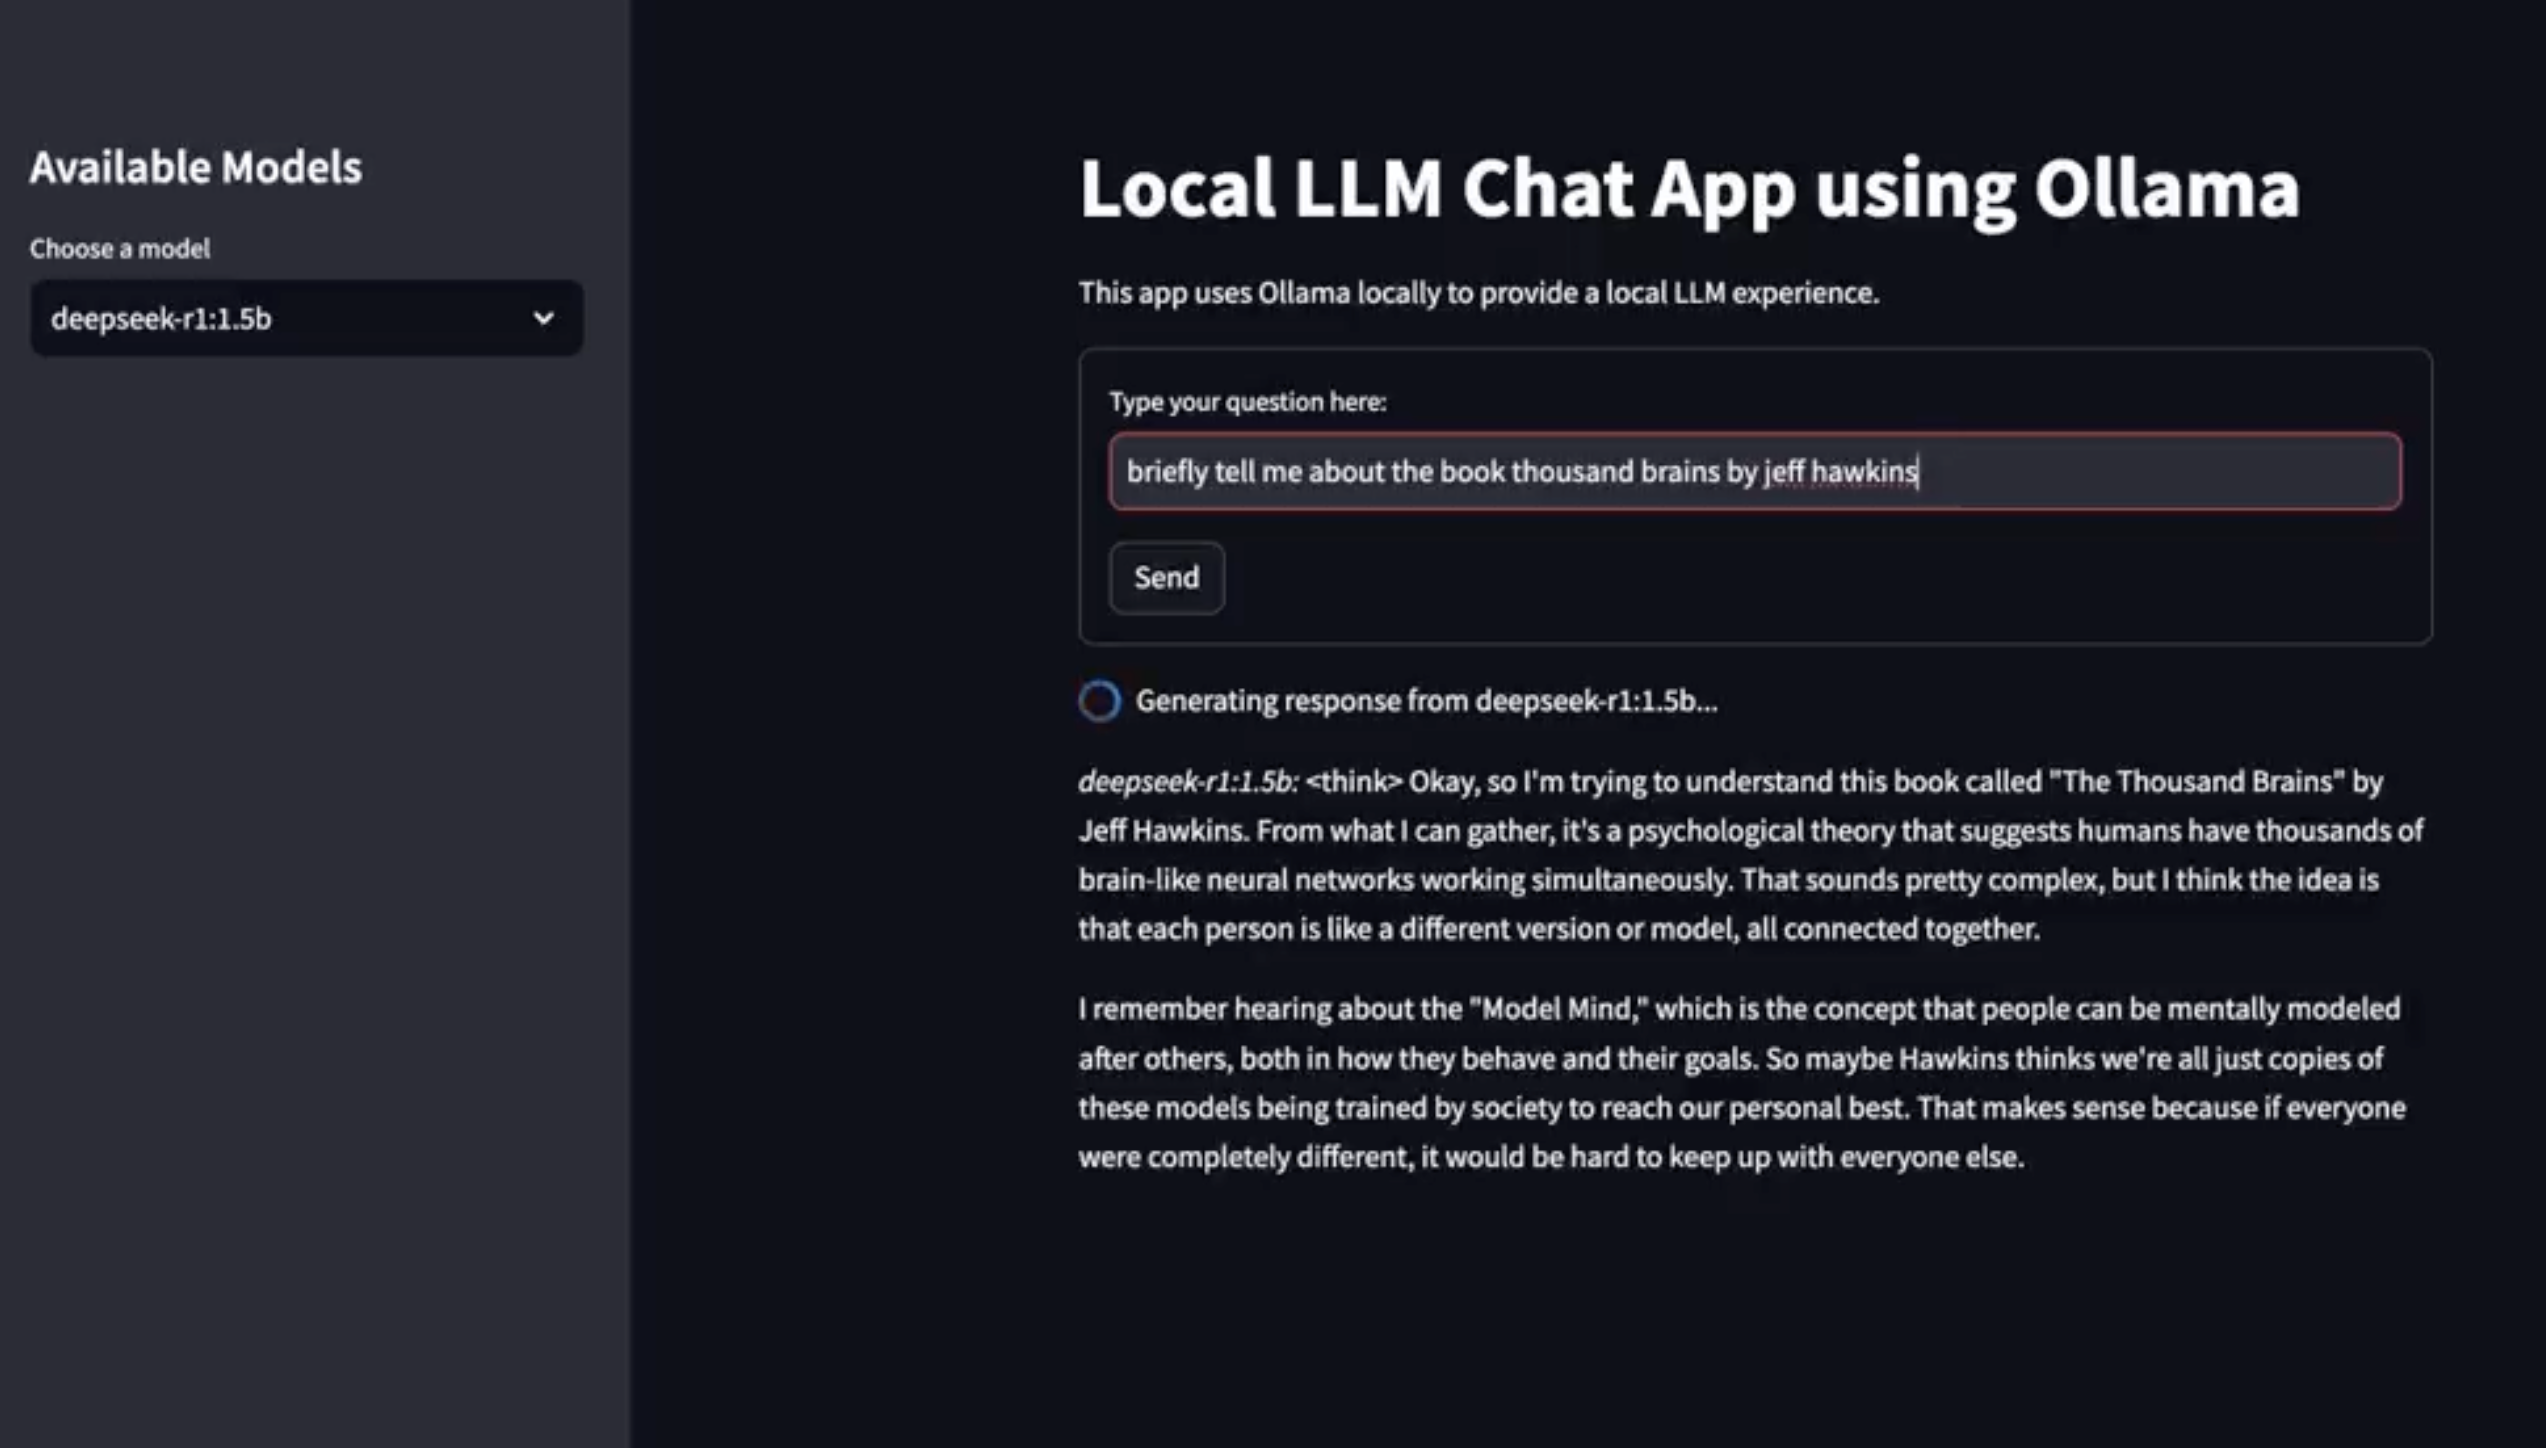 Available Models
Choose a model
deepseek-r1:1.5b
Local LLM Chat App using Ollama
This app uses Ollama locally to provide a local LLM experience.
Type your question here:
briefly tell me about the book thousand brains by jeff hawkins
Send
Generating response from deepseek-r1:1.5b...
deepseek-r1:1.5b: <think> Okay, so I'm trying to understand this book called "The Thousand Brains" by
Jeff Hawkins. From what I can gather, it's a psychological theory that suggests humans have thousands of
brain-like neural networks working simultaneously. That sounds pretty complex, but I think the idea is
that each person is like a different version or model, all connected together.
I remember hearing about the "Model Mind," which is the concept that people can be mentally modeled
after others, both in how they behave and their goals. So maybe Hawkins thinks we're all just copies of
these models being trained by society to reach our personal best. That makes sense because if everyone
were completely different, it would be hard to keep up with everyone else.